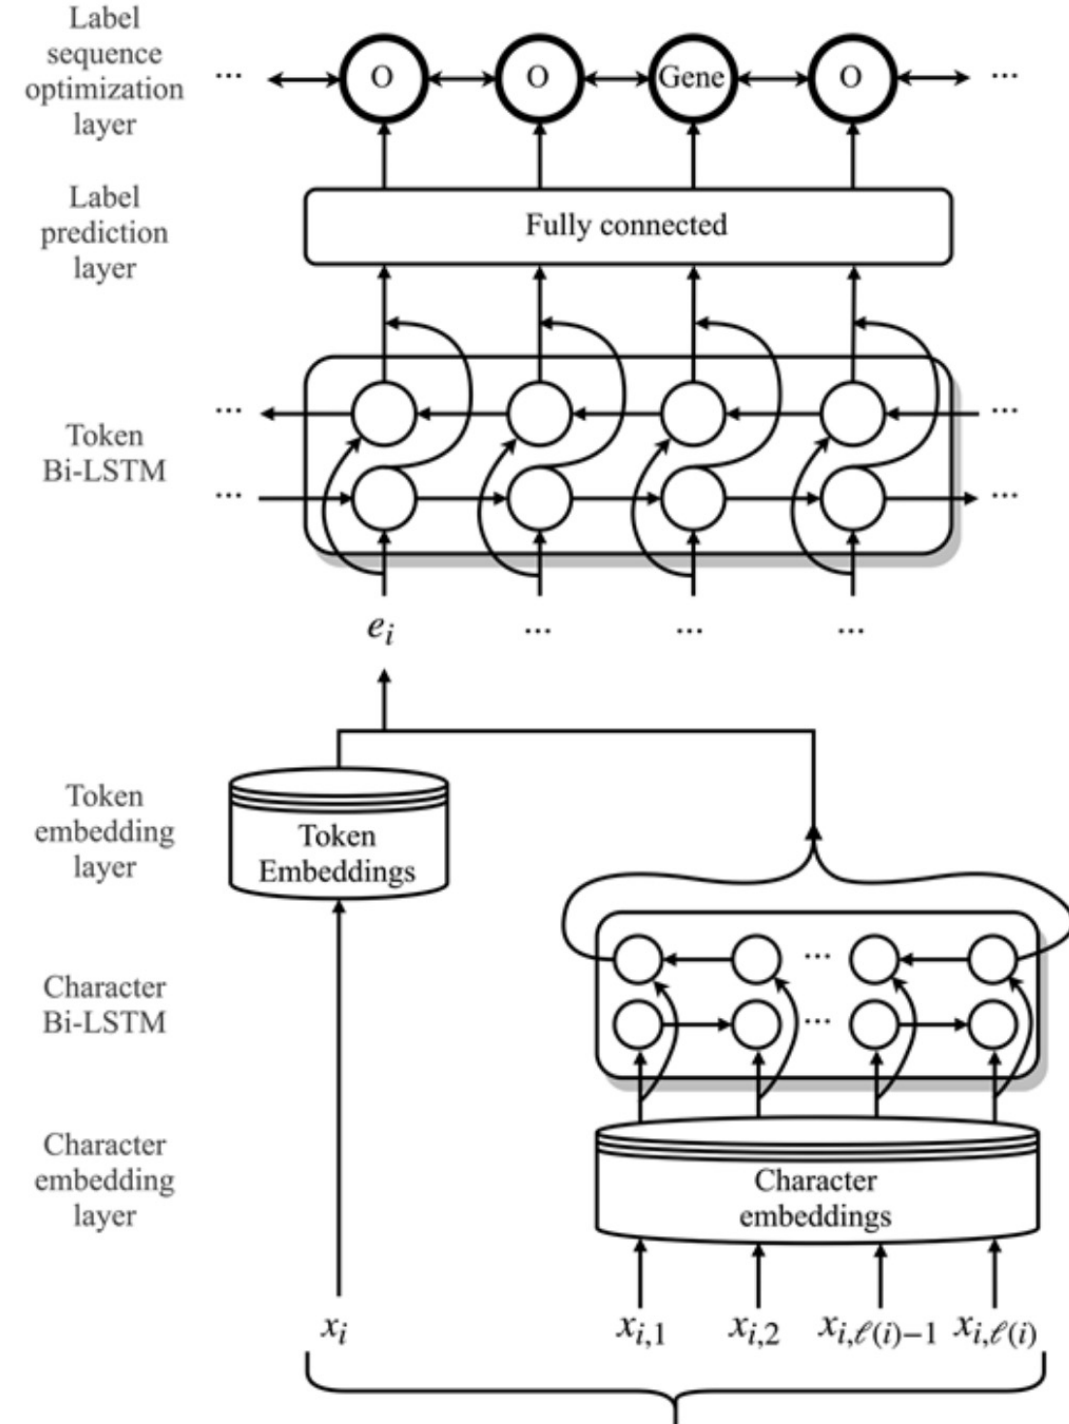 Label
sequence
optimization
layer
... O O Gene O ...
Label
prediction
layer
Fully connected
Token
Bi-LSTM
... ...
... ...
e_i ... ... ...
Token
embedding
layer
Token
Embeddings
Character
Bi-LSTM
...
...
Character
embedding
layer
Character
embeddings
x_i x_{i,1} x_{i,2} x_{i,ℓ(i)−1} x_{i,ℓ(i)}